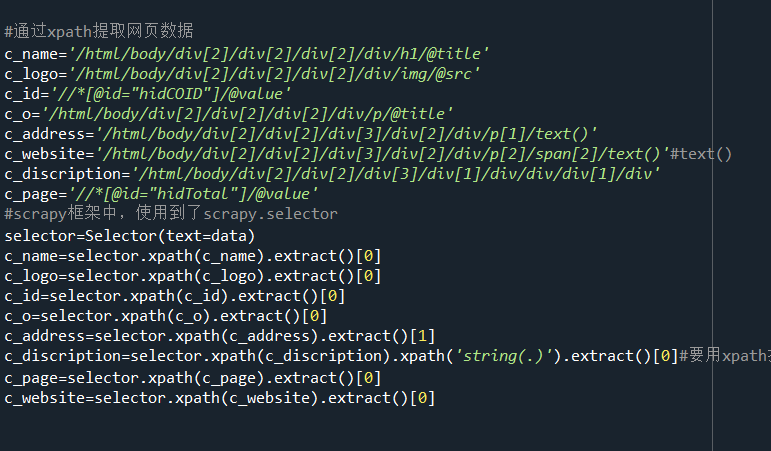 #通过xpath提取网页数据
c_name='/html/body/div[2]/div[2]/div[2]/div/h1/@title'
c_logo='/html/body/div[2]/div[2]/div[2]/div/img/@src'
c_id='//*[@id="hidCOID"]/@value'
c_o='/html/body/div[2]/div[2]/div[2]/div/p/@title'
c_address='/html/body/div[2]/div[2]/div[3]/div[2]/div/p[1]/text()'
c_website='/html/body/div[2]/div[2]/div[3]/div[2]/div/p[2]/span[2]/text()'#text()
c_discription='/html/body/div[2]/div[2]/div[3]/div[1]/div/div/div[1]/div'
c_page='//*[@id="hidTotal"]/@value'
#scrapy框架中，使用到了scrapy.selector
selector=Selector(text=data)
c_name=selector.xpath(c_name).extract()[0]
c_logo=selector.xpath(c_logo).extract()[0]
c_id=selector.xpath(c_id).extract()[0]
c_o=selector.xpath(c_o).extract()[0]
c_address=selector.xpath(c_address).extract()[1]
c_discription=selector.xpath(c_discription).xpath('string(.)').extract()[0]#要用xpath
c_page=selector.xpath(c_page).extract()[0]
c_website=selector.xpath(c_website).extract()[0]